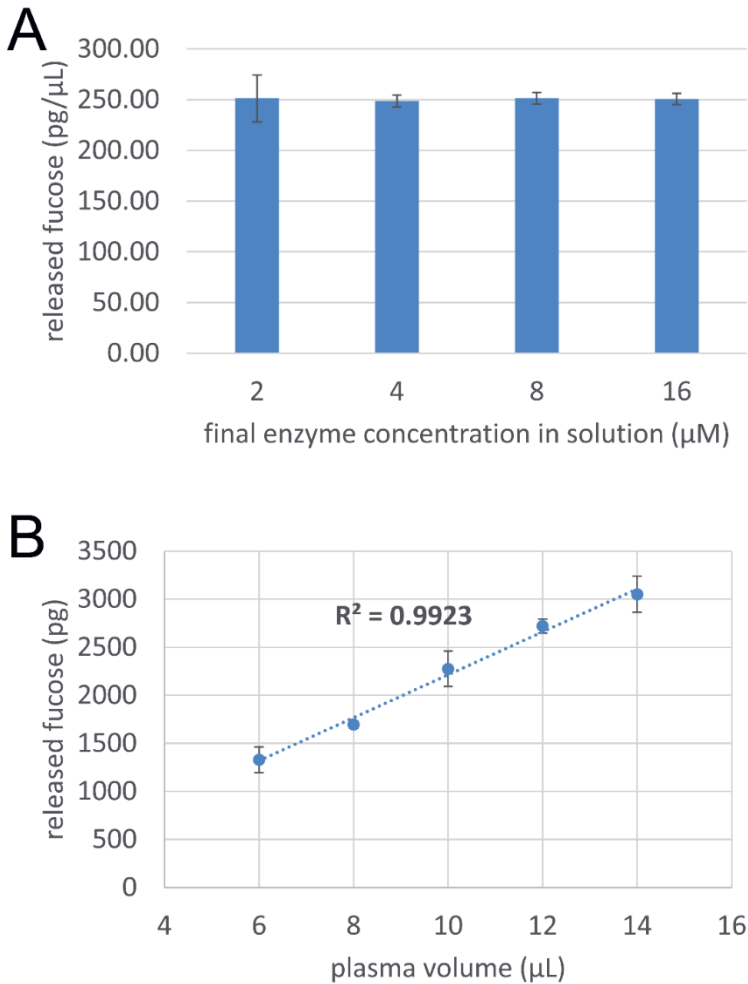 A
300.00
250.00
200.00
150.00
100.00
50.00
0.00
released fucose (pg/µL)
2 4 8 16
final enzyme concentration in solution (µM)
B
3500
3000
2500
2000
1500
1000
500
0
released fucose (pg)
R² = 0.9923
4 6 8 10 12 14 16
plasma volume (µL)